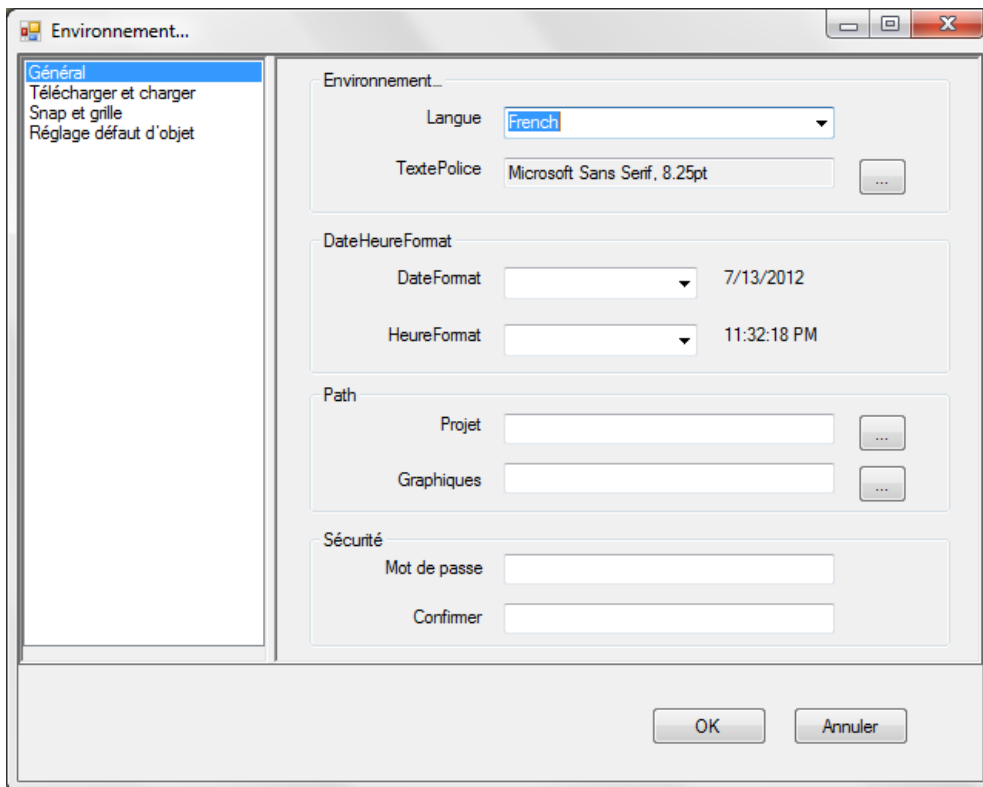 Environnement...
Général
Télécharger et charger
Snap et grille
Réglage défaut d'objet
Environnement...
Langue French
TextePolice Microsoft Sans Serif, 8.25pt ...
DateHeureFormat
DateFormat 7/13/2012
HeureFormat 11:32:18 PM
Path
Projet ...
Graphiques ...
Sécurité
Mot de passe
Confirmer
OK Annuler